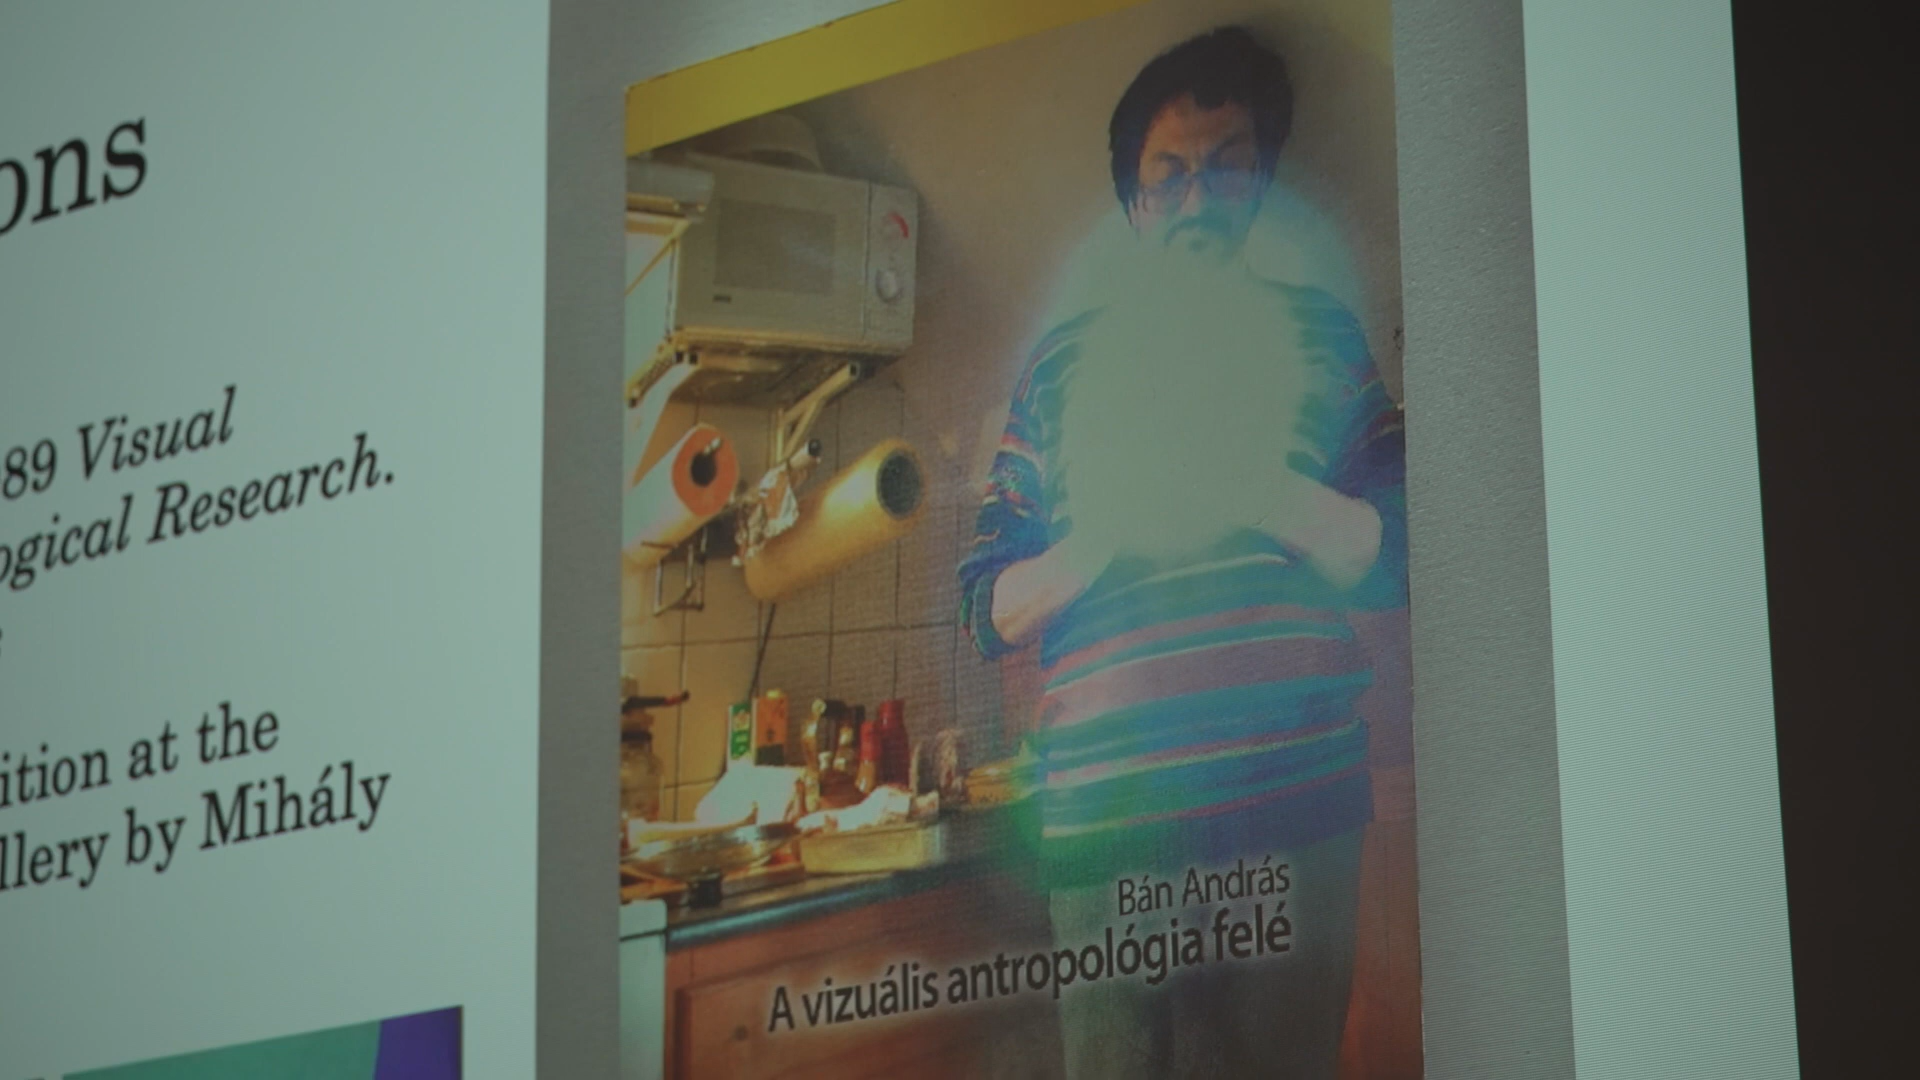 ons
89 Visual
ogical Research.
ition at the
llery by Mihály
Bán András
A vizuális antropológia felé